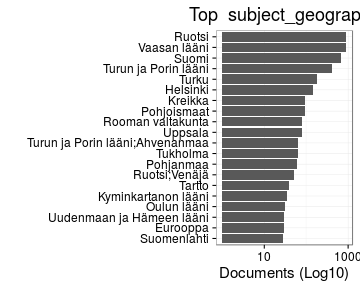 Top subject_geograp
Ruotsi
Vaasan lääni
Suomi
Turun ja Porin lääni
Turku
Helsinki
Kreikka
Pohjoismaat
Rooman valtakunta
Uppsala
Turun ja Porin lääni;Ahvenanmaa
Tukholma
Pohjanmaa
Ruotsi;Venäjä
Tartto
Kyminkartanon lääni
Oulun lääni
Uudenmaan ja Hämeen lääni
Eurooppa
Suomenlahti
10 1000
Documents (Log10)